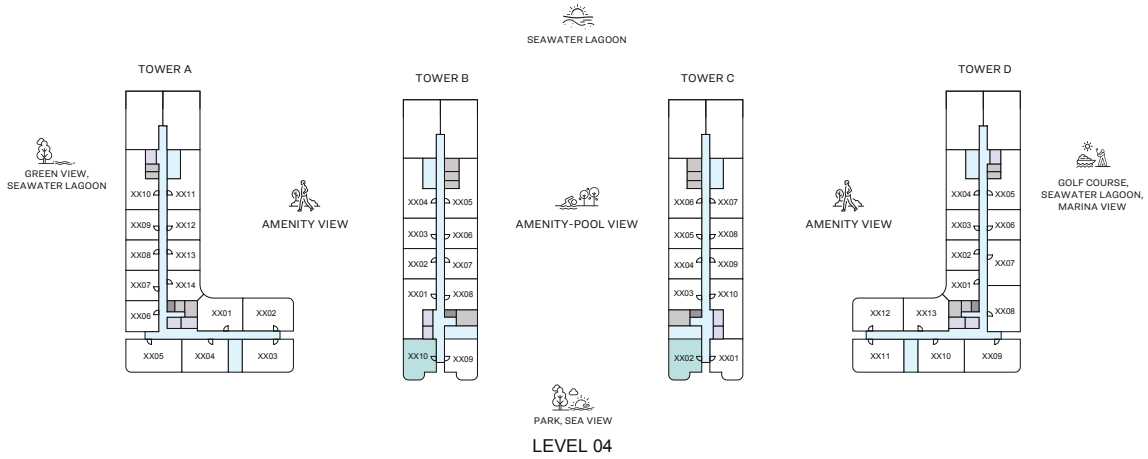 SEAWATER LAGOON
TOWER A
TOWER B
TOWER C
TOWER D
GREEN VIEW,
SEAWATER LAGOON
AMENITY VIEW
AMENITY-POOL VIEW
AMENITY VIEW
GOLF COURSE,
SEAWATER LAGOON,
MARINA VIEW
XX10 XX11
XX09 XX12
XX08 XX13
XX07 XX14
XX06 XX01 XX02
XX05 XX04 XX03
XX04 XX05
XX03 XX06
XX02 XX07
XX01 XX08
XX10 XX09
XX06 XX07
XX05 XX08
XX04 XX09
XX03 XX10
XX02 XX01
XX04 XX05
XX03 XX06
XX02 XX07
XX01
XX12 XX13 XX08
XX11 XX10 XX09
PARK, SEA VIEW
LEVEL 04